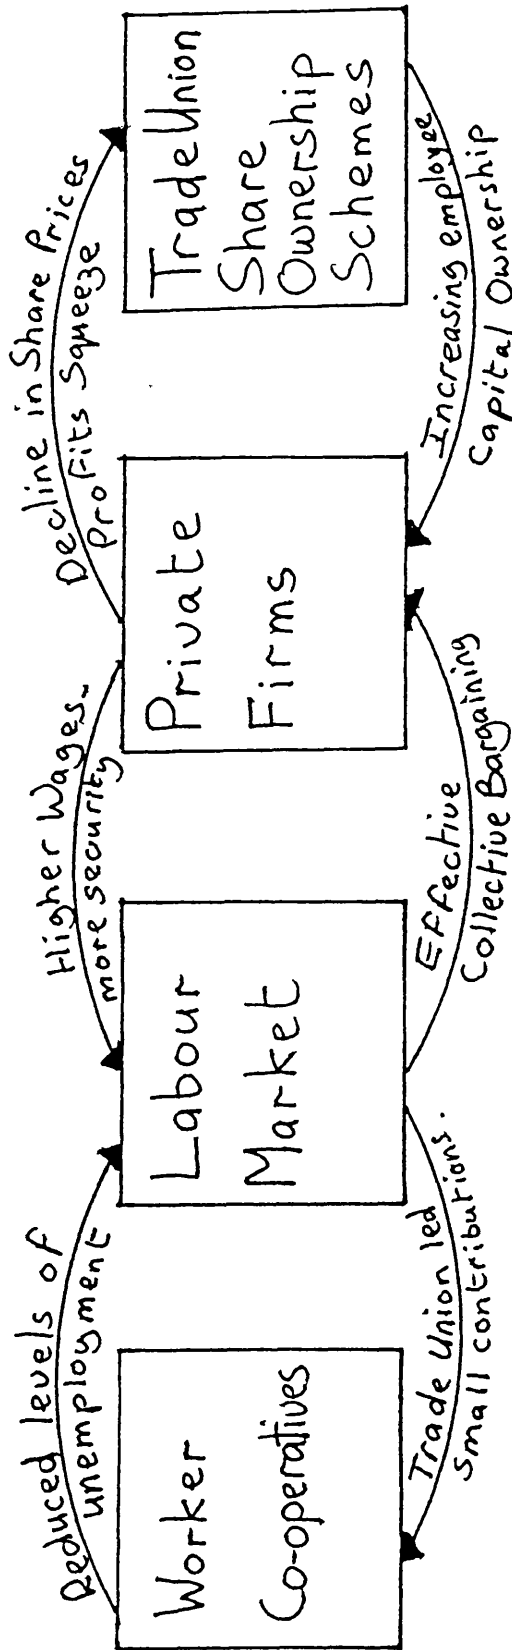 Reduced levels of
unemployment
Higher Wages-
more security
Decline in Share Prices
Profits Squeeze
Worker
Co-operatives
Labour
Market
Private
Firms
Trade Union
Share
Ownership
Schemes
Trade Union led
small contributions.
Effective
Collective Bargaining
Increasing employee
Capital Ownership